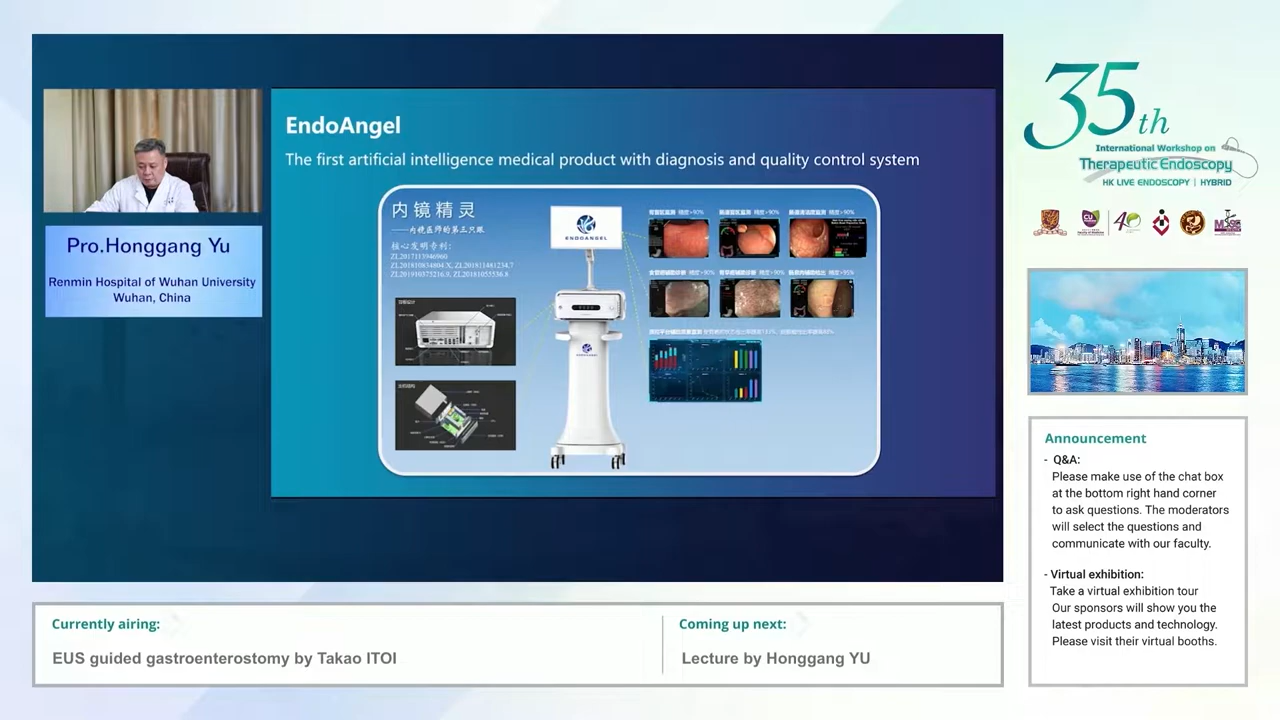 EndoAngel
The first artificial intelligence medical product with diagnosis and quality control system
内镜精灵
——内镜医师的第三只眼
核心发明专利:
ZL2017113946960
ENDOANGEL
ENDOANGEL
Pro.Honggang Yu
Renmin Hospital of Wuhan University
Wuhan, China
35th
International Workshop on
Therapeutic Endoscopy
HK LIVE ENDOSCOPY | HYBRID
Announcement
- Q&A:
Please make use of the chat box
at the bottom right hand corner
to ask questions. The moderators
will select the questions and
communicate with our faculty.
- Virtual exhibition:
Take a virtual exhibition tour
Our sponsors will show you the
latest products and technology.
Please visit their virtual booths.
Currently airing:
EUS guided gastroenterostomy by Takao ITOI
Coming up next:
Lecture by Honggang YU